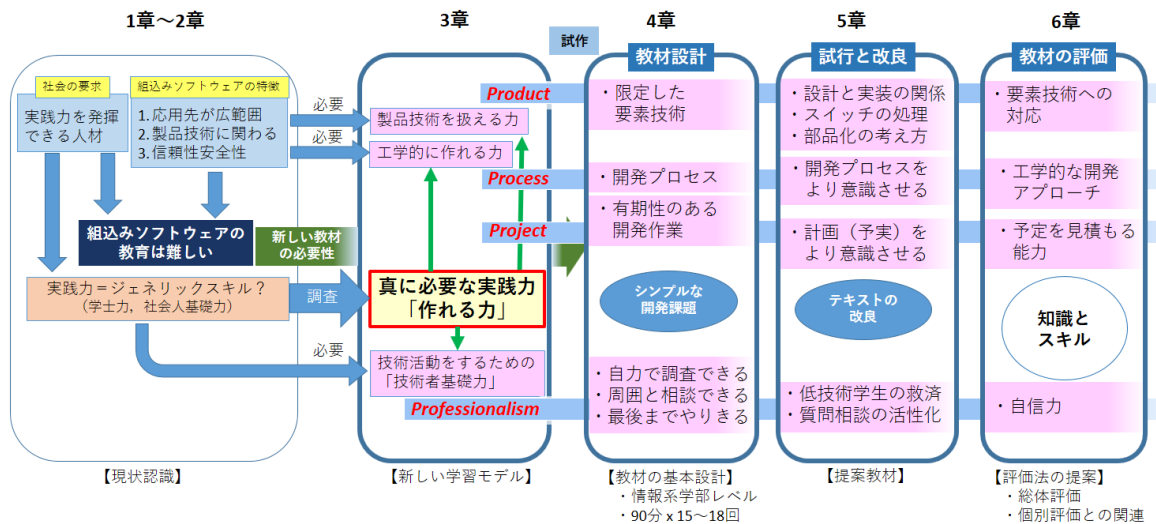 1章～2章
社会の要求
実践力を発揮
できる人材
組込みソフトウェアの特徴
1. 応用先が広範囲
2. 製品技術に関わる
3. 信頼性安全性
組込みソフトウェアの
教育は難しい
新しい教材
の必要性
実践力＝ジェネリックスキル？
（学士力，社会人基礎力）
必要
必要
調査
必要
【現状認識】
3章
製品技術を扱える力
工学的に作れる力
真に必要な実践力
「作れる力」
技術活動をするための
「技術者基礎力」
【新しい学習モデル】
試作
Product
Process
Project
Professionalism
4章
教材設計
・限定した
要素技術
・開発プロセス
・有期性のある
開発作業
シンプルな
開発課題
・自力で調査できる
・周囲と相談できる
・最後までやりきる
【教材の基本設計】
・情報系学部レベル
・90分 x 15～18回
5章
試行と改良
・設計と実装の関係
・スイッチの処理
・部品化の考え方
・開発プロセスを
より意識させる
・計画（予実）を
より意識させる
テキストの
改良
・低技術学生の救済
・質問相談の活性化
【提案教材】
6章
教材の評価
・要素技術への
対応
・工学的な開発
アプローチ
・予定を見積もる
能力
知識と
スキル
・自信力
【評価法の提案】
・総体評価
・個別評価との関連